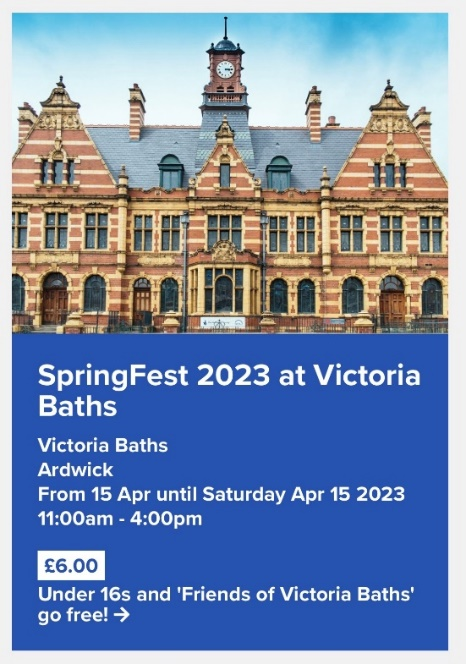 SpringFest 2023 at Victoria
Baths
Victoria Baths
Ardwick
From 15 Apr until Saturday Apr 15 2023
11:00am - 4:00pm
£6.00
Under 16s and 'Friends of Victoria Baths'
go free! →